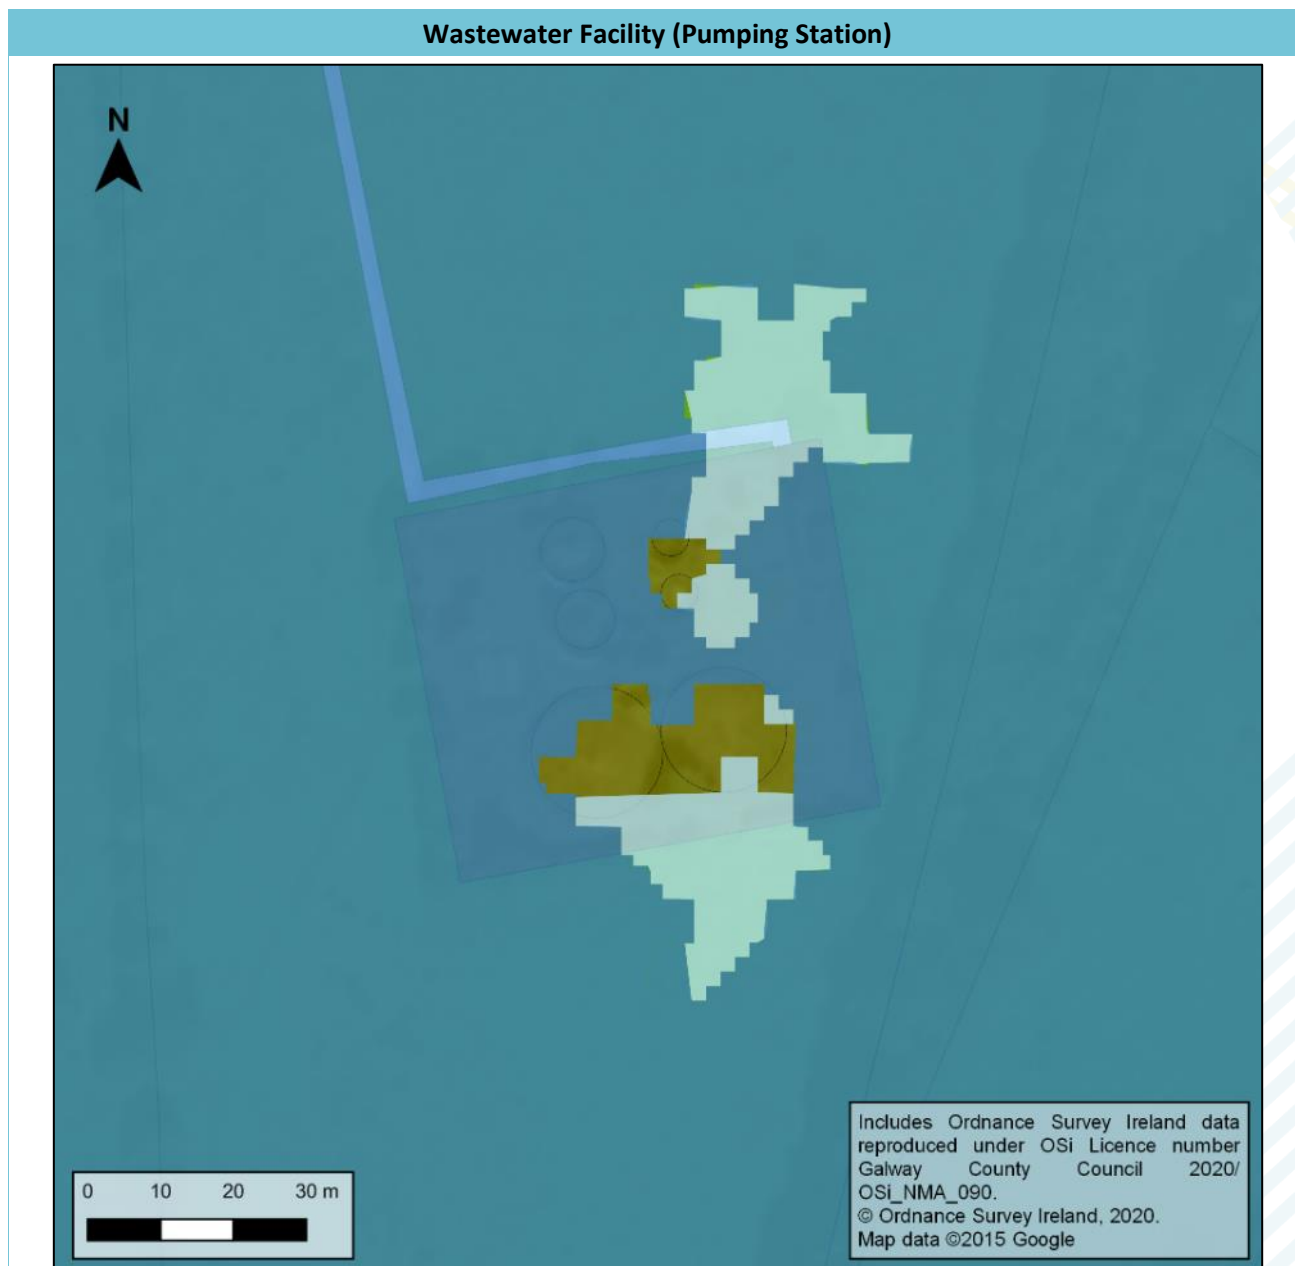 Wastewater Facility (Pumping Station)
N
0 10 20 30 m
Includes Ordnance Survey Ireland data
reproduced under OSi Licence number
Galway County Council 2020/
OSi_NMA_090.
© Ordnance Survey Ireland, 2020.
Map data ©2015 Google